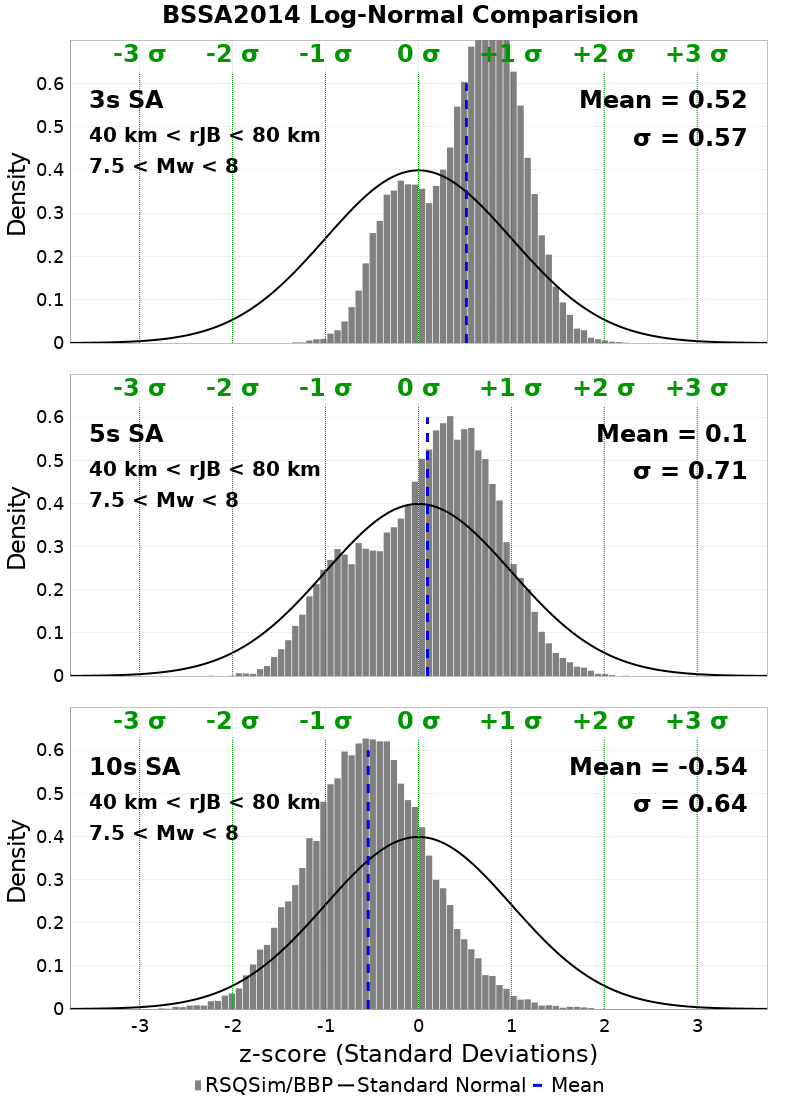 BSSA2014 Log-Normal Comparision
-3 σ -2 σ -1 σ 0 σ +1 σ +2 σ +3 σ
0.6
3s SA
Mean = 0.52
0.5
40 km < rJB < 80 km
σ = 0.57
7.5 < Mw < 8
0.4
0.3
0.2
0.1
0
Density
-3 σ -2 σ -1 σ 0 σ +1 σ +2 σ +3 σ
0.6
5s SA
Mean = 0.1
0.5
40 km < rJB < 80 km
σ = 0.71
7.5 < Mw < 8
0.4
0.3
0.2
0.1
0
Density
-3 σ -2 σ -1 σ 0 σ +1 σ +2 σ +3 σ
0.6
10s SA
Mean = -0.54
0.5
40 km < rJB < 80 km
σ = 0.64
7.5 < Mw < 8
0.4
0.3
0.2
0.1
0
Density
-3 -2 -1 0 1 2 3
z-score (Standard Deviations)
RSQSim/BBP Standard Normal Mean